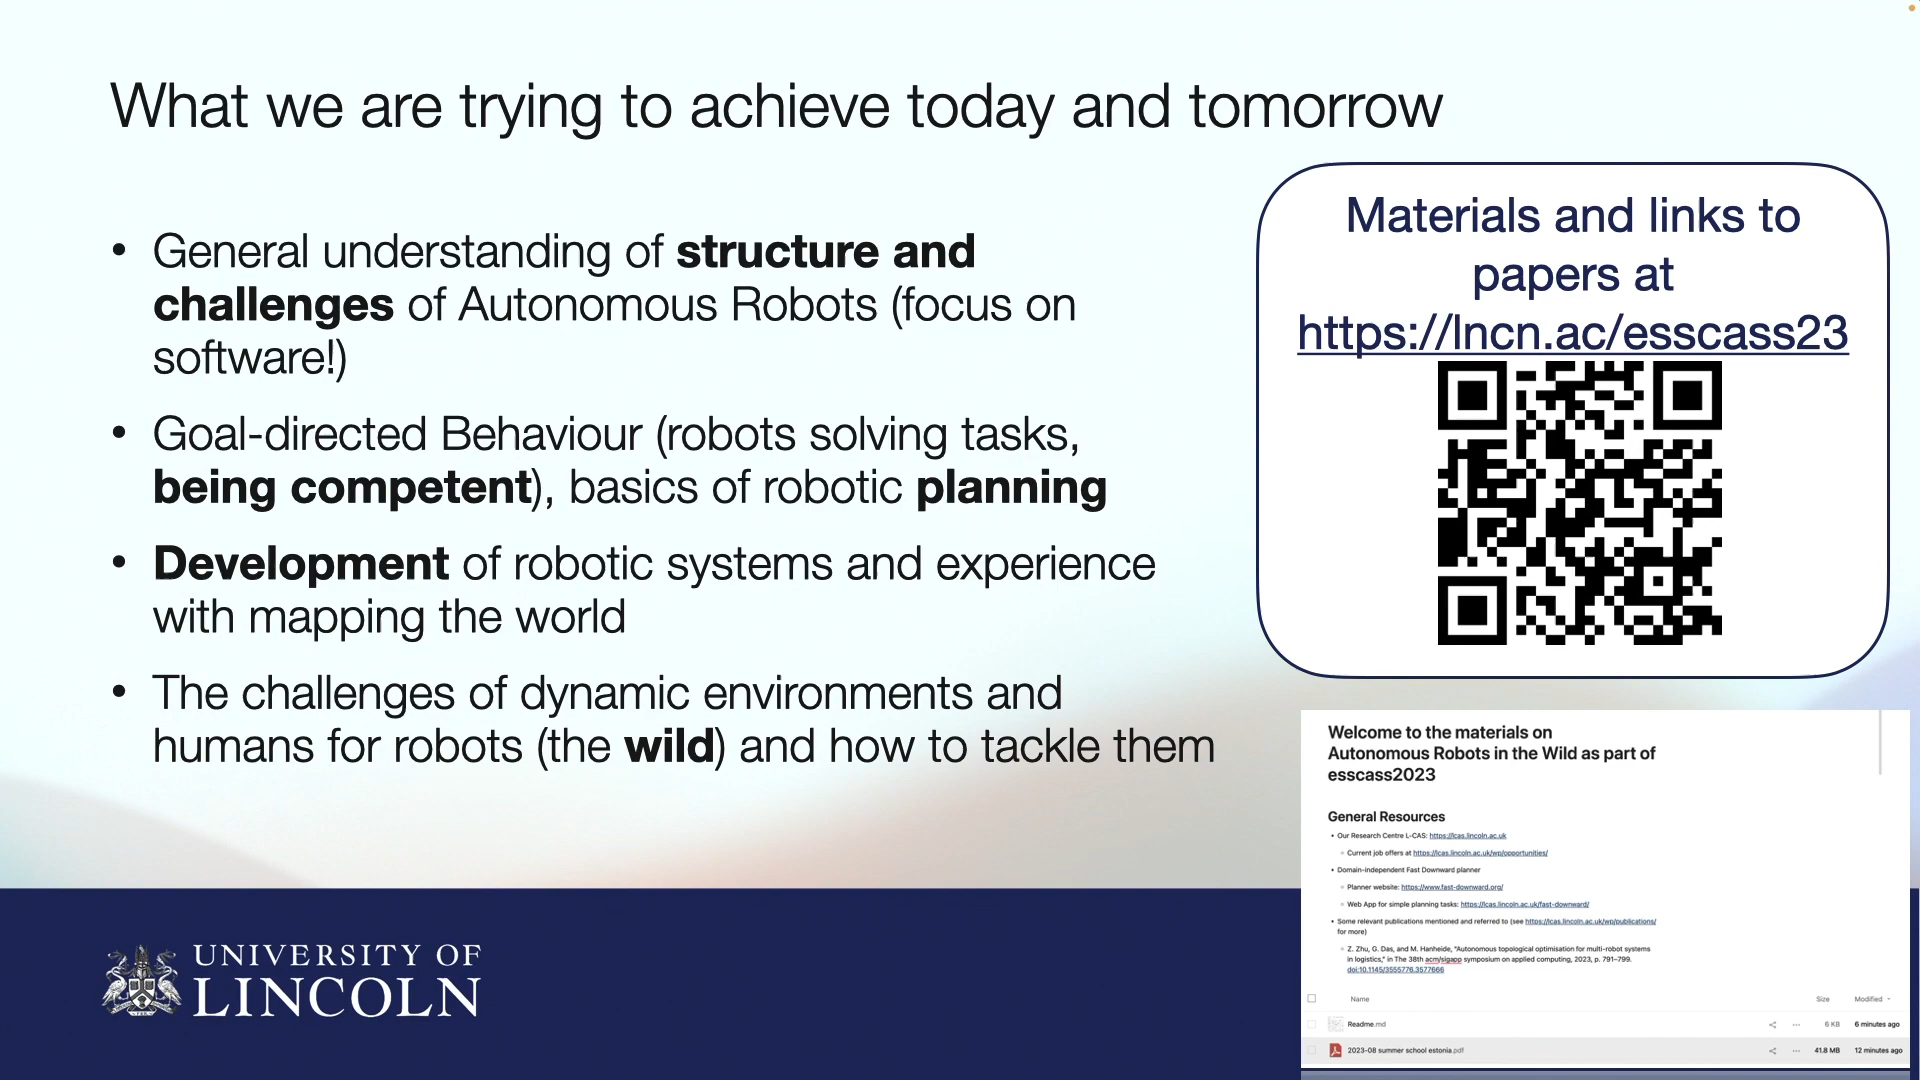 What we are trying to achieve today and tomorrow
• General understanding of structure and
challenges of Autonomous Robots (focus on
software!)
• Goal-directed Behaviour (robots solving tasks,
being competent), basics of robotic planning
• Development of robotic systems and experience
with mapping the world
• The challenges of dynamic environments and
humans for robots (the wild) and how to tackle them
Materials and links to
papers at
https://lncn.ac/esscass23
Welcome to the materials on
Autonomous Robots in the Wild as part of
esscass2023
General Resources
• Our Research Centre L-CAS: https://lcas.lincoln.ac.uk
Current job offers at https://lcas.lincoln.ac.uk/wp/opportunities/
• Domain-independent Fast Downward planner
Planner website: https://www.fast-downward.org/
Web App for simple planning tasks: https://lcas.lincoln.ac.uk/fast-downward/
• Some relevant publications mentioned and referred to (see https://lcas.lincoln.ac.uk/wp/publications/
for more)
Z. Zhu, G. Das, and M. Hanheide, "Autonomous topological optimisation for multi-robot systems
in logistics," in The 38th acm/sigapp symposium on applied computing, 2023, p. 791–799.
doi:10.1145/3555776.3577666
Name Size Modified
Readme.md 6 KB 6 minutes ago
2023-08 summer school estonia.pdf 41.8 MB 12 minutes ago
UNIVERSITY OF
LINCOLN